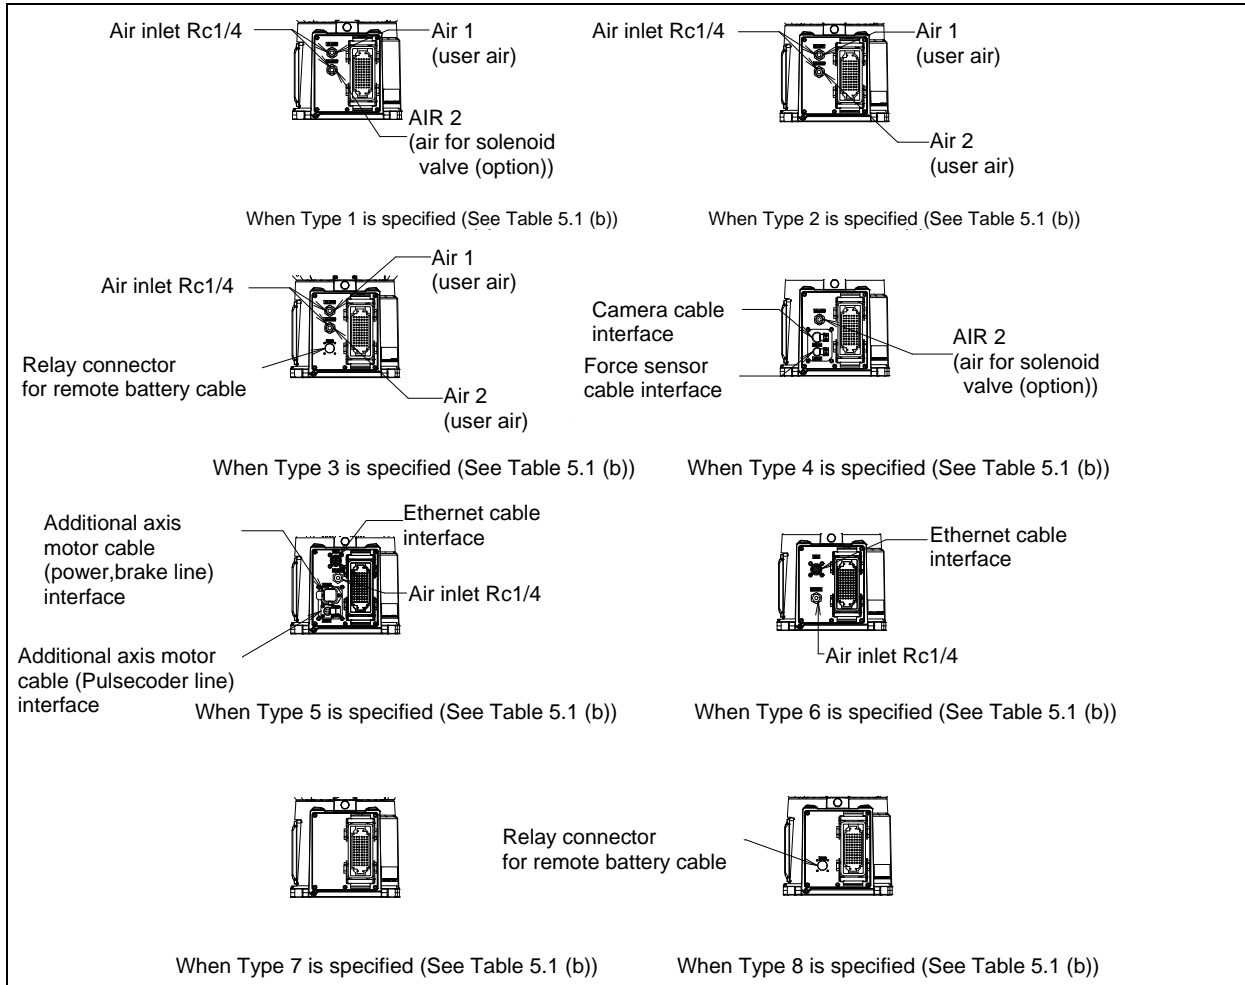 Air inlet Rc1/4
Air 1
(user air)
AIR 2
(air for solenoid
valve (option))
When Type 1 is specified (See Table 5.1 (b))
Air inlet Rc1/4
Air 1
(user air)
Air 2
(user air)
When Type 2 is specified (See Table 5.1 (b))
Air inlet Rc1/4
Air 1
(user air)
Relay connector
for remote battery cable
Air 2
(user air)
When Type 3 is specified (See Table 5.1 (b))
Camera cable
interface
Force sensor
cable interface
AIR 2
(air for solenoid
valve (option))
When Type 4 is specified (See Table 5.1 (b))
Additional axis
motor cable
(power,brake line)
interface
Ethernet cable
interface
Air inlet Rc1/4
Additional axis motor
cable (Pulsecoder line)
interface
When Type 5 is specified (See Table 5.1 (b))
Ethernet cable
interface
Air inlet Rc1/4
When Type 6 is specified (See Table 5.1 (b))
When Type 7 is specified (See Table 5.1 (b))
Relay connector
for remote battery cable
When Type 8 is specified (See Table 5.1 (b))